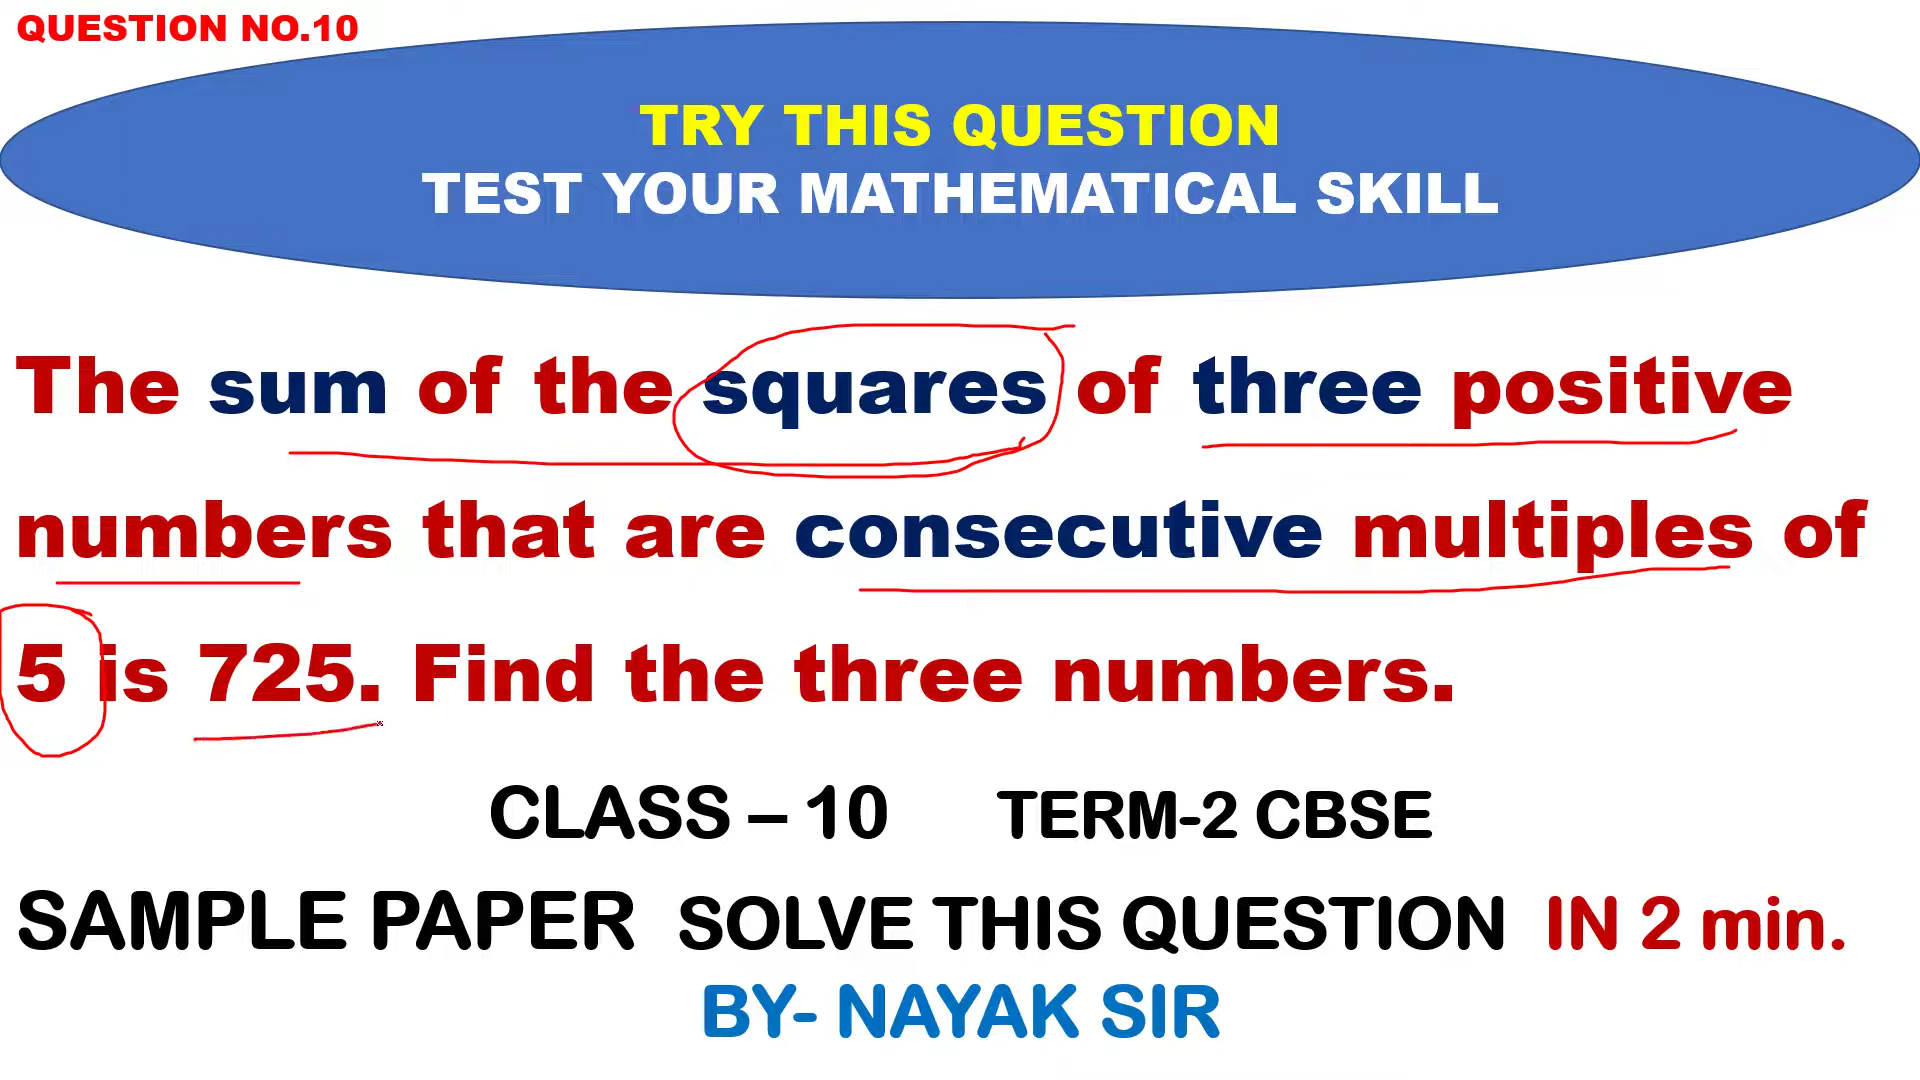 QUESTION NO.10
TRY THIS QUESTION
TEST YOUR MATHEMATICAL SKILL
The sum of the squares of three positive
numbers that are consecutive multiples of
5 is 725. Find the three numbers.
CLASS – 10 TERM-2 CBSE
SAMPLE PAPER SOLVE THIS QUESTION IN 2 min.
BY- NAYAK SIR